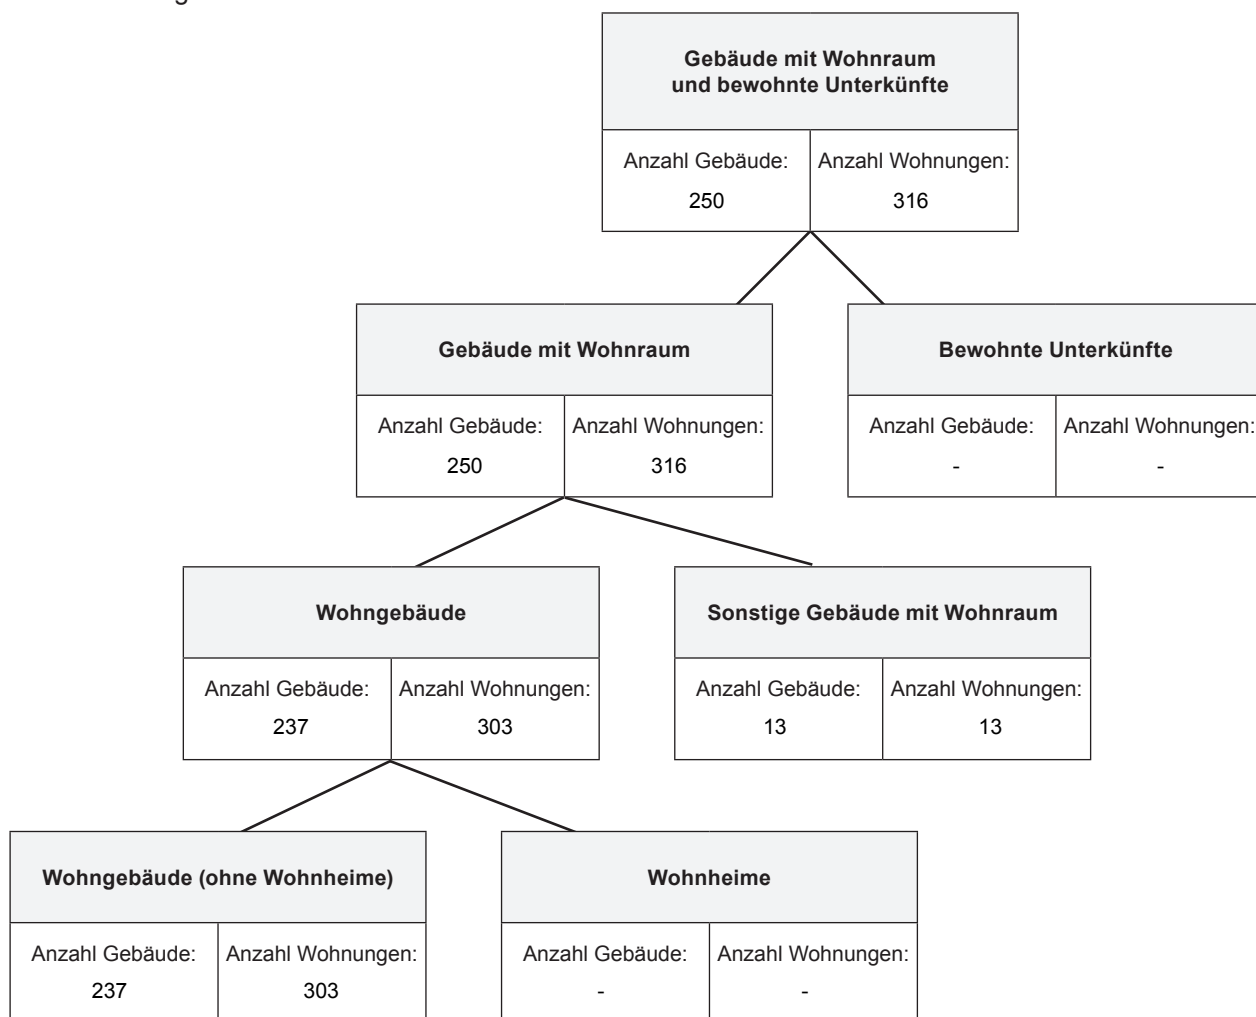 Gebäude mit Wohnraum
und bewohnte Unterkünfte
Anzahl Gebäude: Anzahl Wohnungen:
250 316
Gebäude mit Wohnraum Bewohnte Unterkünfte
Anzahl Gebäude: Anzahl Wohnungen: Anzahl Gebäude: Anzahl Wohnungen:
250 316 - -
Wohngebäude Sonstige Gebäude mit Wohnraum
Anzahl Gebäude: Anzahl Wohnungen: Anzahl Gebäude: Anzahl Wohnungen:
237 303 13 13
Wohngebäude (ohne Wohnheime) Wohnheime
Anzahl Gebäude: Anzahl Wohnungen: Anzahl Gebäude: Anzahl Wohnungen:
237 303 - -